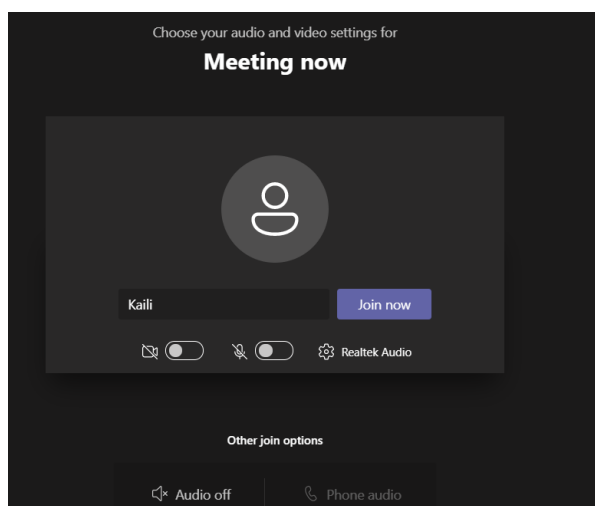 Choose your audio and video settings for
Meeting now
Kaili
Join now
Realtek Audio
Other join options
Audio off
Phone audio